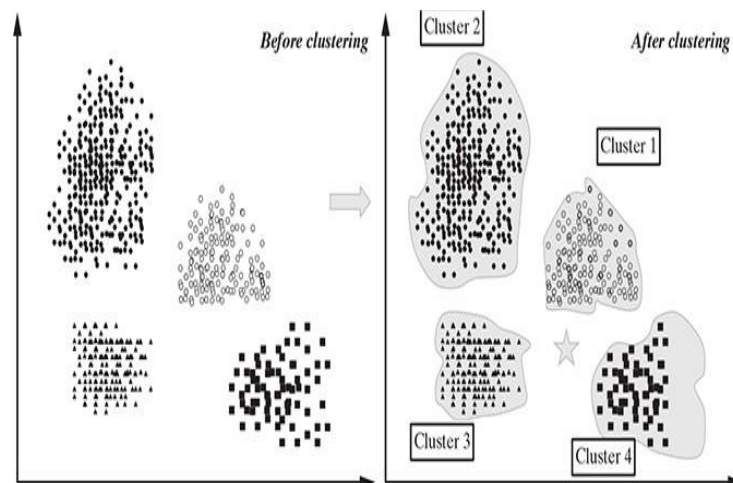 Before clustering
Cluster 2
After clustering
Cluster 1
Cluster 3
Cluster 4